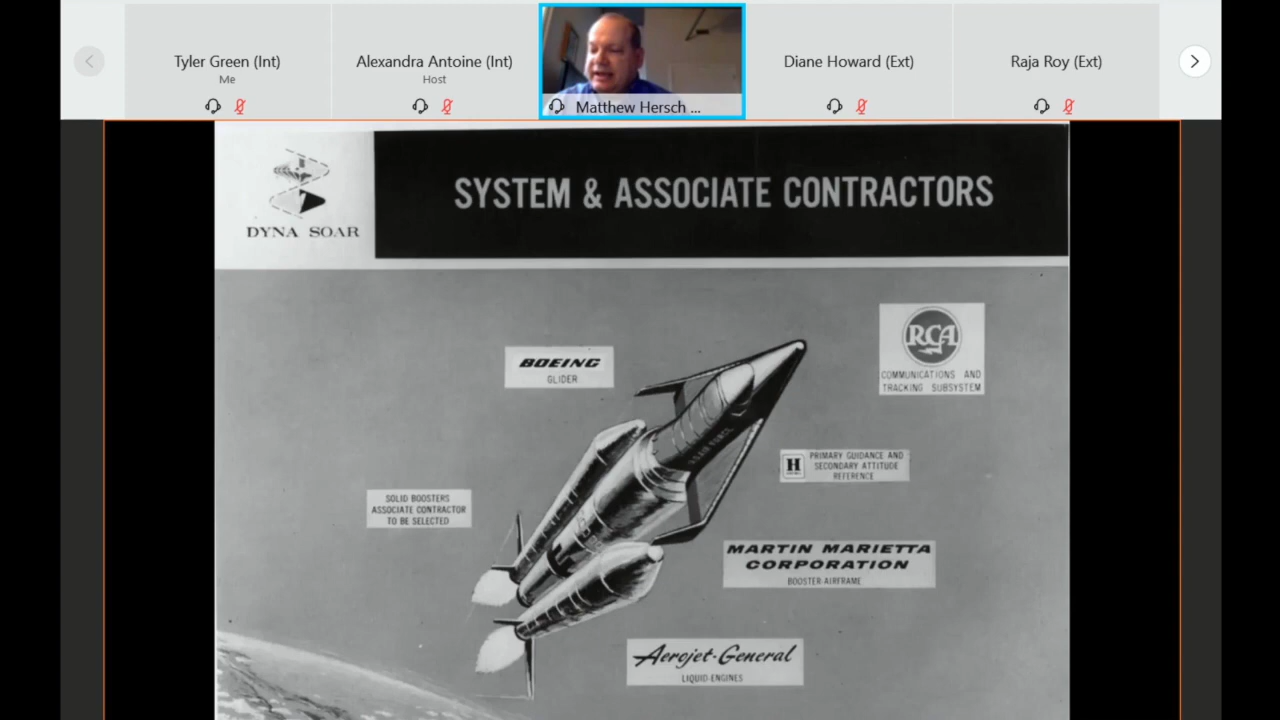 Tyler Green (Int)
Me
Alexandra Antoine (Int)
Host
Matthew Hersch ...
Diane Howard (Ext)
Raja Roy (Ext)
DYNA SOAR
SYSTEM & ASSOCIATE CONTRACTORS
BOEING
GLIDER
RCA
COMMUNICATIONS AND
TRACKING SUBSYSTEM
U.S. AIR FORCE
H
PRIMARY GUIDANCE AND
SECONDARY ATTITUDE
REFERENCE
SOLID BOOSTERS
ASSOCIATE CONTRACTOR
TO BE SELECTED
MARTIN MARIETTA
CORPORATION
BOOSTER-AIRFRAME
Aerojet-General
LIQUID-ENGINES